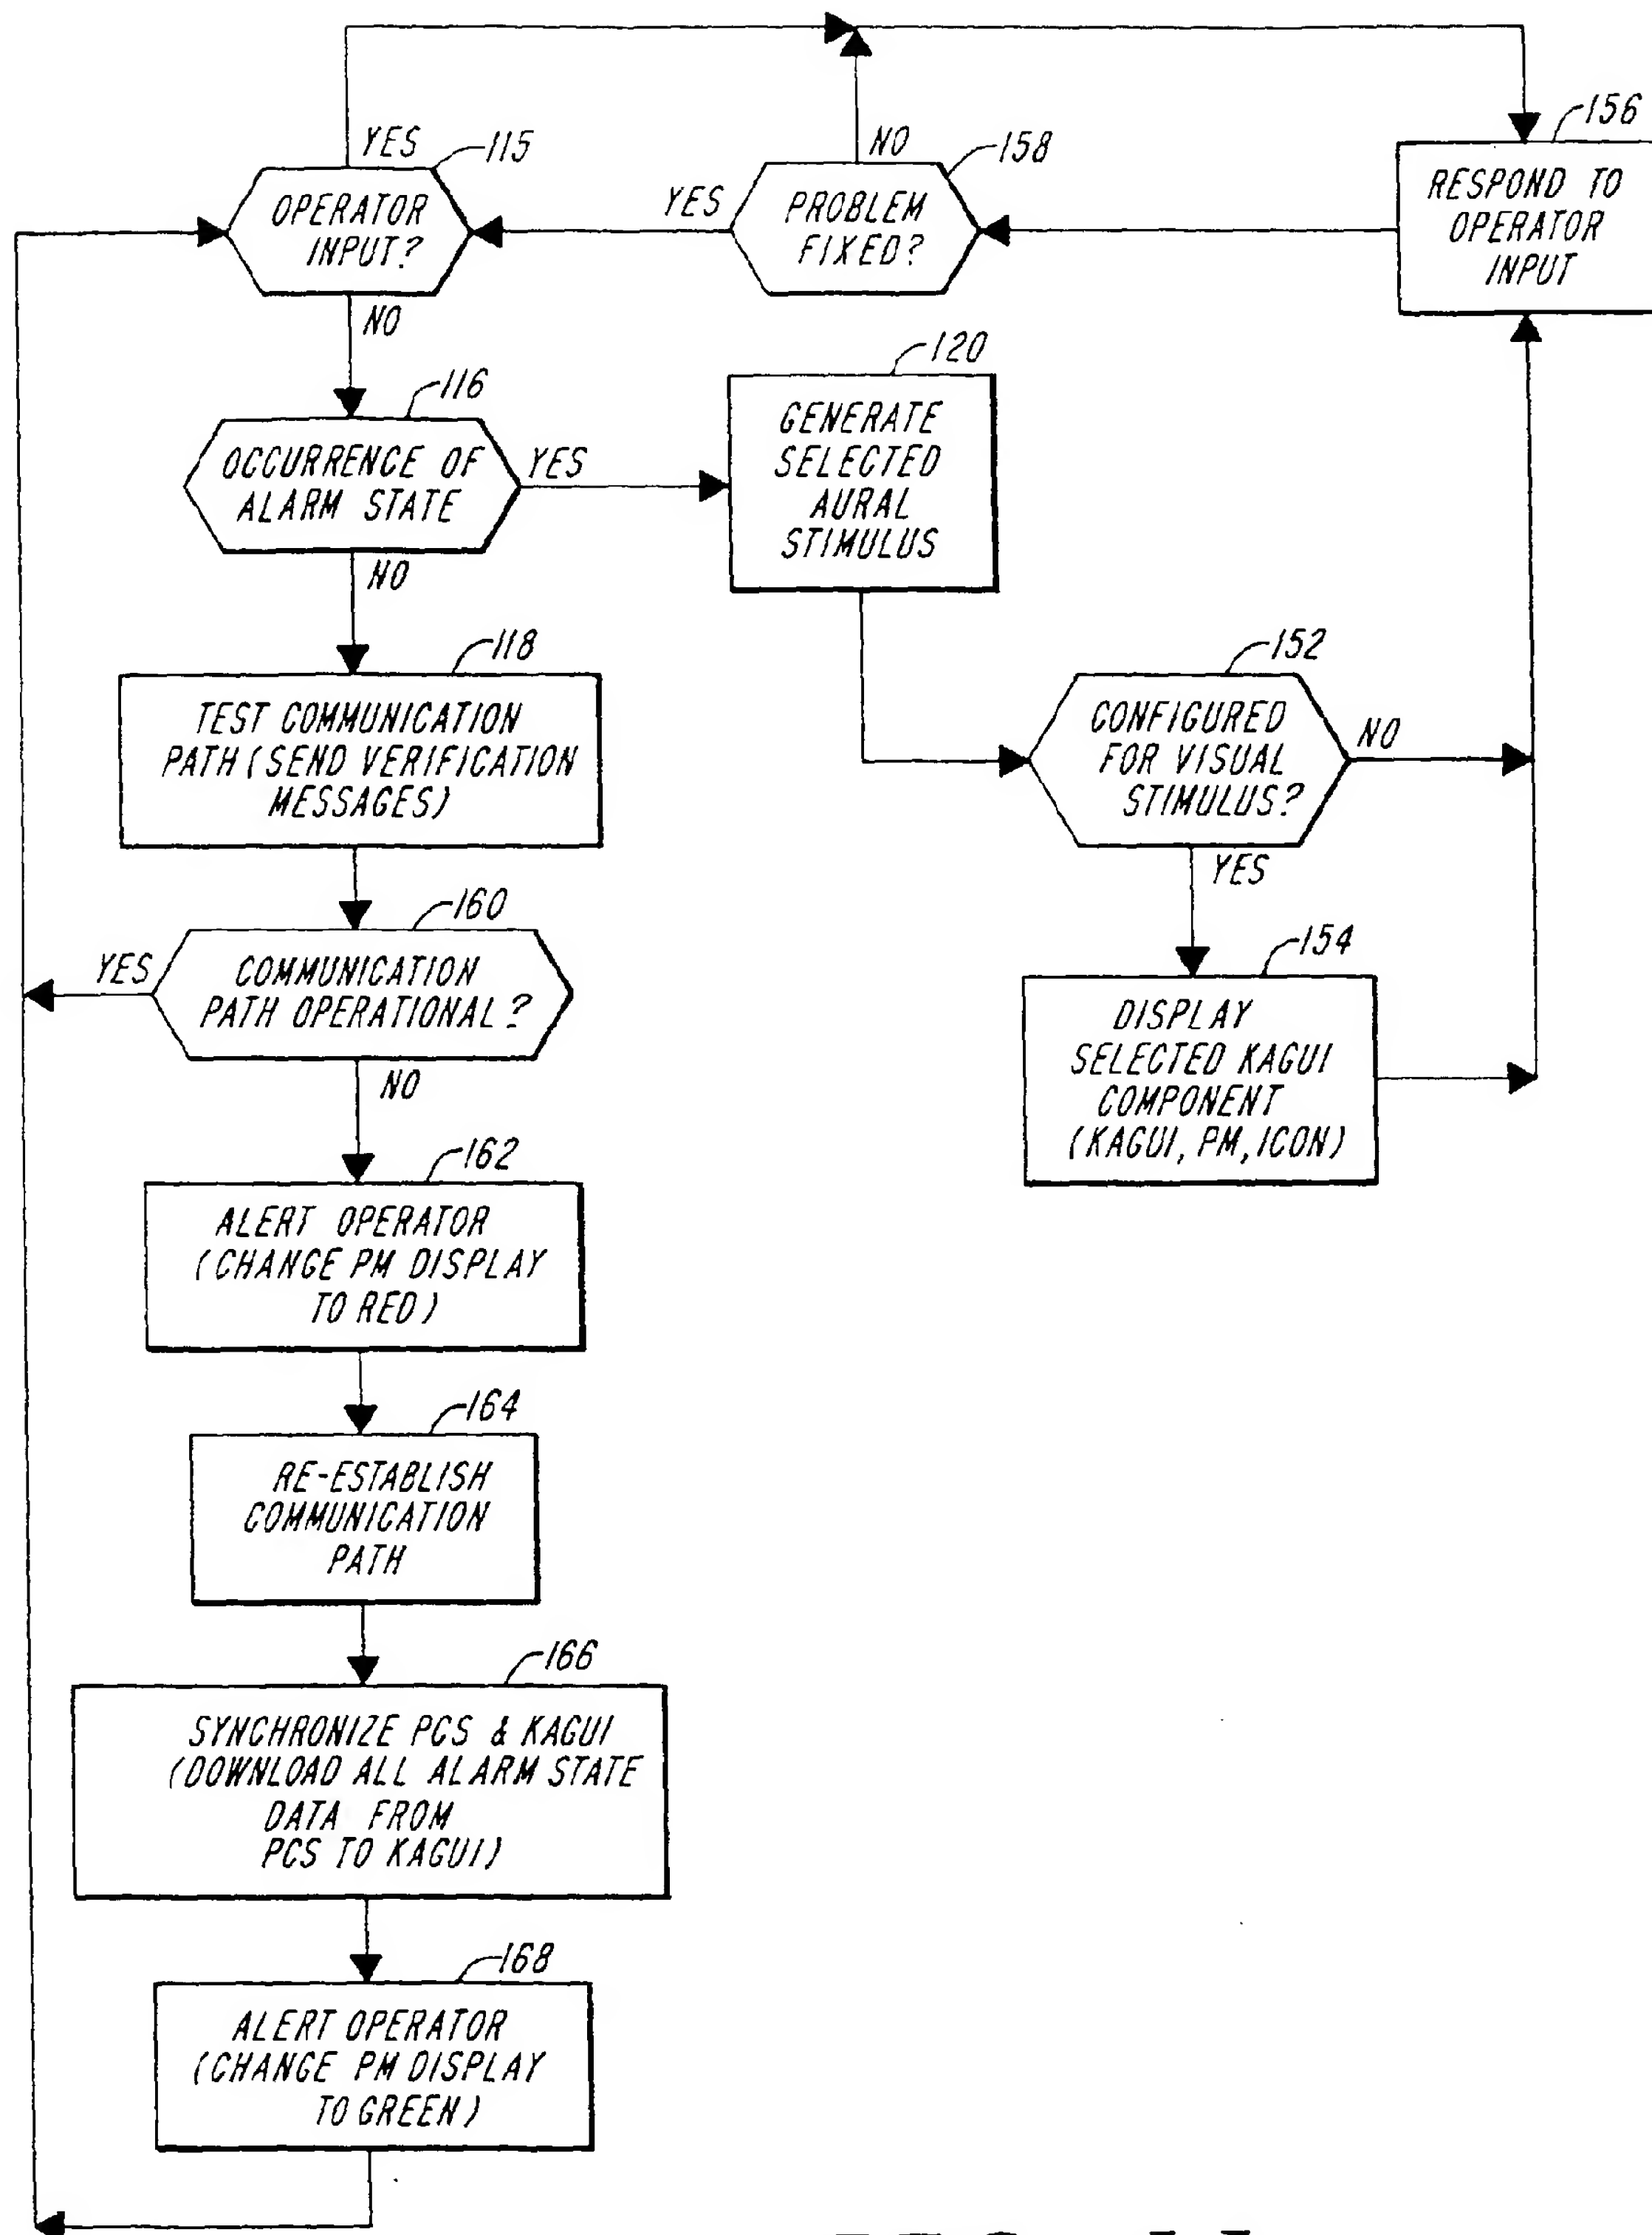 YES
115
OPERATOR
INPUT?
NO
NO
158
PROBLEM
FIXED?
YES
156
RESPOND TO
OPERATOR
INPUT
116
OCCURRENCE OF
ALARM STATE
YES
NO
120
GENERATE
SELECTED
AURAL
STIMULUS
118
TEST COMMUNICATION
PATH (SEND VERIFICATION
MESSAGES)
152
CONFIGURED
FOR VISUAL
STIMULUS?
NO
YES
160
COMMUNICATION
PATH OPERATIONAL?
YES
NO
154
DISPLAY
SELECTED KAGUI
COMPONENT
(KAGUI, PM, ICON)
162
ALERT OPERATOR
(CHANGE PM DISPLAY
TO RED)
164
RE-ESTABLISH
COMMUNICATION
PATH
166
SYNCHRONIZE PCS & KAGUI
(DOWNLOAD ALL ALARM STATE
DATA FROM
PCS TO KAGUI)
168
ALERT OPERATOR
(CHANGE PM DISPLAY
TO GREEN)